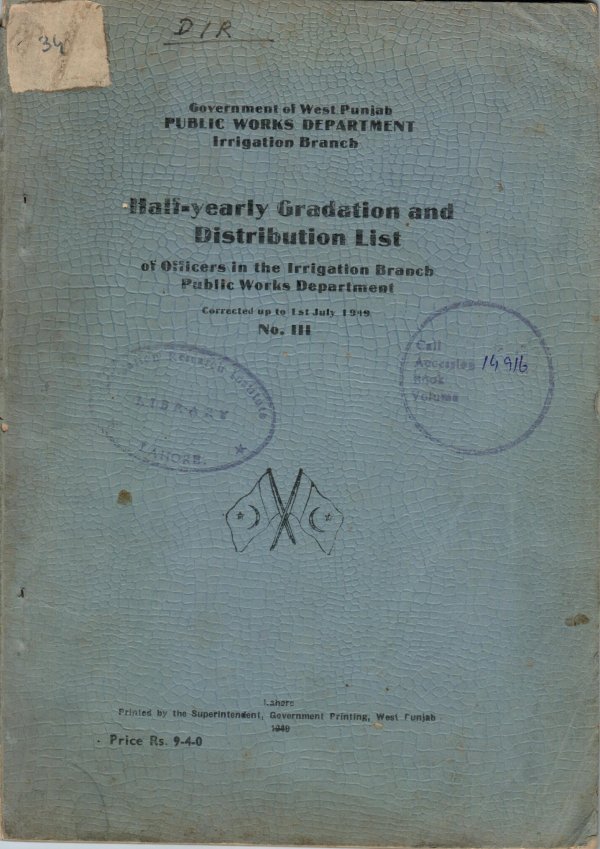 34
DIR
Government of West Punjab
PUBLIC WORKS DEPARTMENT
Irrigation Branch
Half-yearly Gradation and
Distribution List
of Officers in the Irrigation Branch
Public Works Department
Corrected up to 1st July 1949
No. III
Research Institute
LIBRARY
LAHORE.
Call
Accession 14916
Book
Volume
Lahore
Printed by the Superintendent, Government Printing, West Punjab
1949
Price Rs. 9-4-0